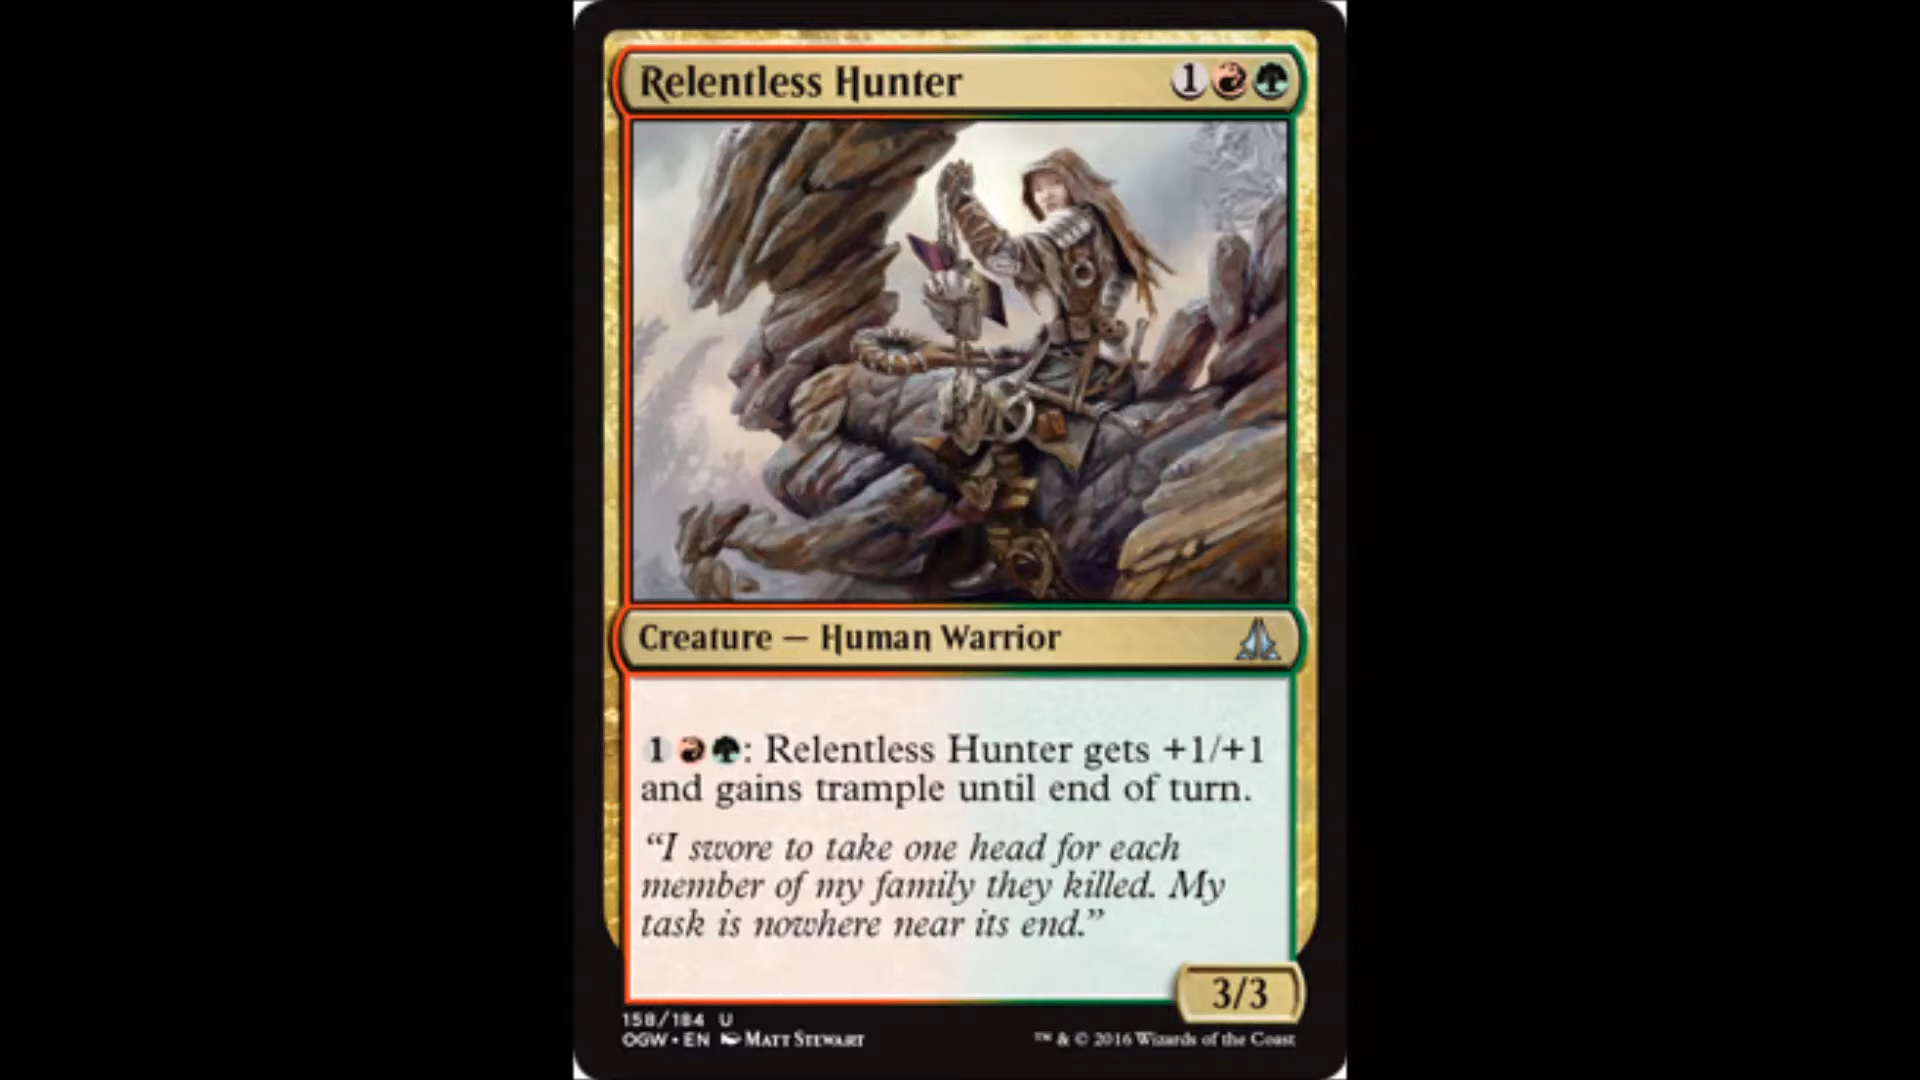 Relentless Hunter 1
Creature — Human Warrior
1 : Relentless Hunter gets +1/+1
and gains trample until end of turn.
“I swore to take one head for each
member of my family they killed. My
task is nowhere near its end.”
3/3
158/184 U
OGW • EN MATT STEWART
™ & © 2016 Wizards of the Coast